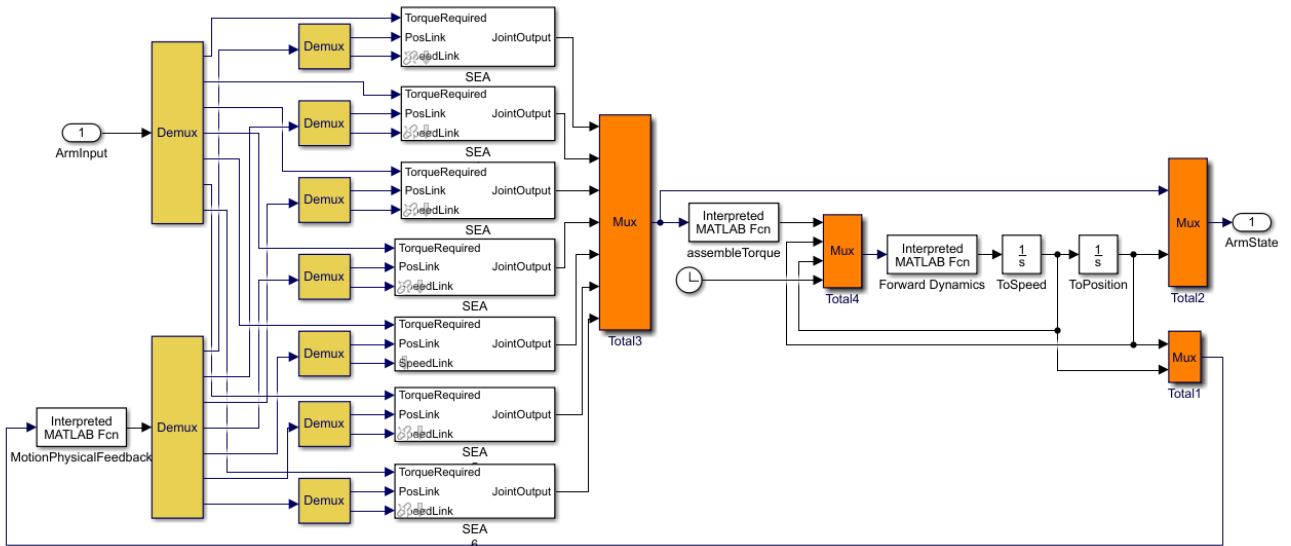 1
ArmInput
Demux
Demux
Interpreted
MATLAB Fcn
MotionPhysicalFeedback
Demux
TorqueRequired
PosLink
JointOutput
SEA
Demux
TorqueRequired
PosLink
JointOutput
SEA
Demux
TorqueRequired
PosLink
JointOutput
SEA
Demux
TorqueRequired
PosLink
JointOutput
SEA
Demux
TorqueRequired
PosLink
SpeedLink
JointOutput
Demux
TorqueRequired
PosLink
JointOutput
SEA
Demux
TorqueRequired
PosLink
JointOutput
SEA
Mux
Total3
Interpreted
MATLAB Fcn
assembleTorque
Mux
Total4
Interpreted
MATLAB Fcn
Forward Dynamics
1
s
ToSpeed
1
s
ToPosition
Mux
Total2
1
ArmState
Mux
Total1